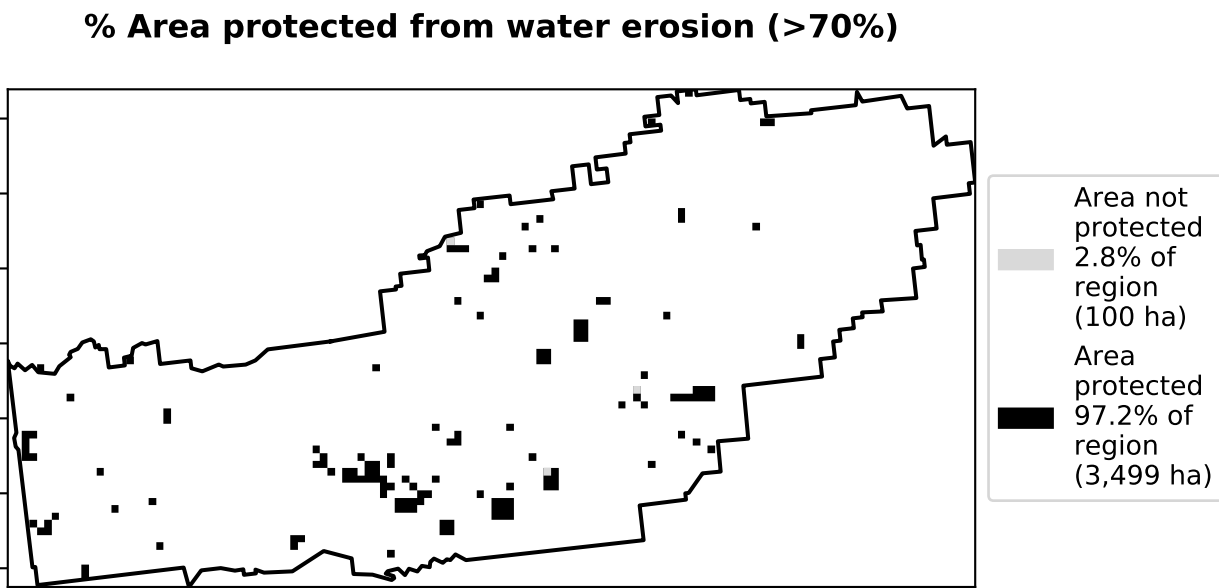 % Area protected from water erosion (>70%)
Area not
protected
2.8% of
region
(100 ha)
Area
protected
97.2% of
region
(3,499 ha)